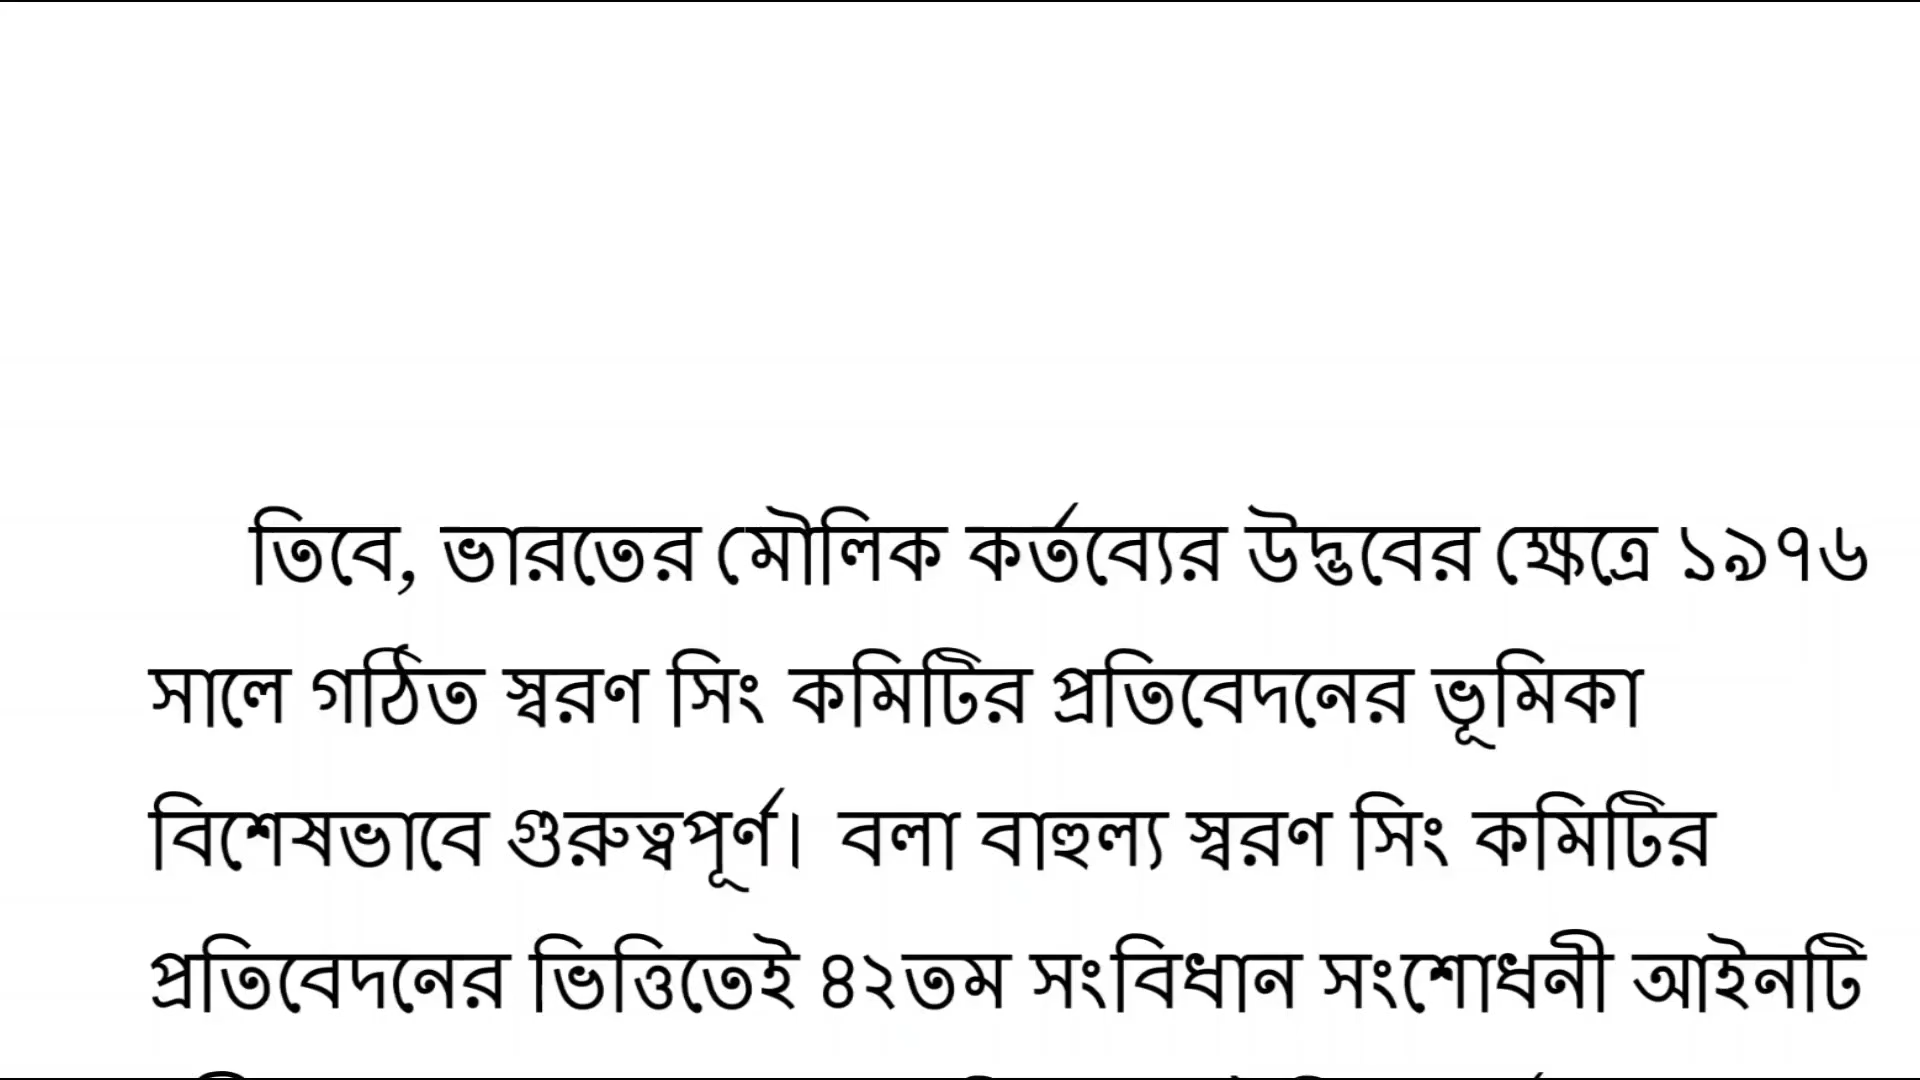 তিবে, ভারতের মৌলিক কর্তব্যের উদ্ভবের ক্ষেত্রে ১৯৭৬
সালে গঠিত স্বরণ সিং কমিটির প্রতিবেদনের ভূমিকা
বিশেষভাবে গুরুত্বপূর্ণ। বলা বাহুল্য স্বরণ সিং কমিটির
প্রতিবেদনের ভিত্তিতেই ৪২তম সংবিধান সংশোধনী আইনটি